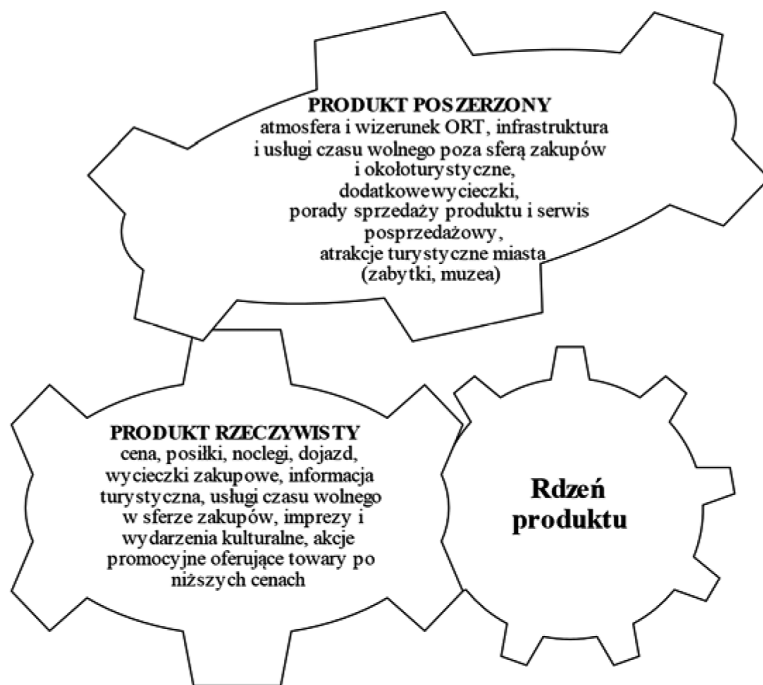 PRODUKT POSZERZONY
atmosfera i wizerunek ORT, infrastruktura
i usługi czasu wolnego poza sferą zakupów
i okołoturystyczne,
dodatkowewycieczki,
porady sprzedaży produktu i serwis
posprzedażowy,
atrakcje turystyczne miasta
(zabytki, muzea)
PRODUKT RZECZYWISTY
cena, posiłki, noclegi, dojazd,
wycieczki zakupowe, informacja
turystyczna, usługi czasu wolnego
w sferze zakupów, imprezy i
wydarzenia kulturalne, akcje
promocyjne oferujące towary po
niższych cenach
Rdzeń
produktu